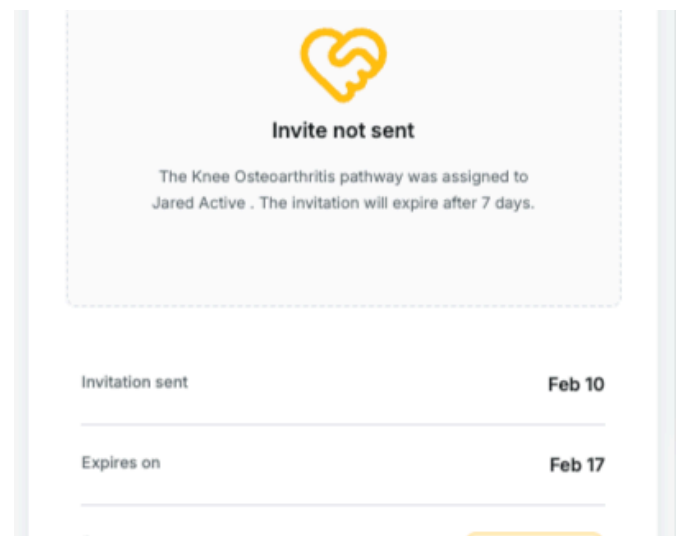 Invite not sent
The Knee Osteoarthritis pathway was assigned to
Jared Active . The invitation will expire after 7 days.
Invitation sent
Feb 10
Expires on
Feb 17